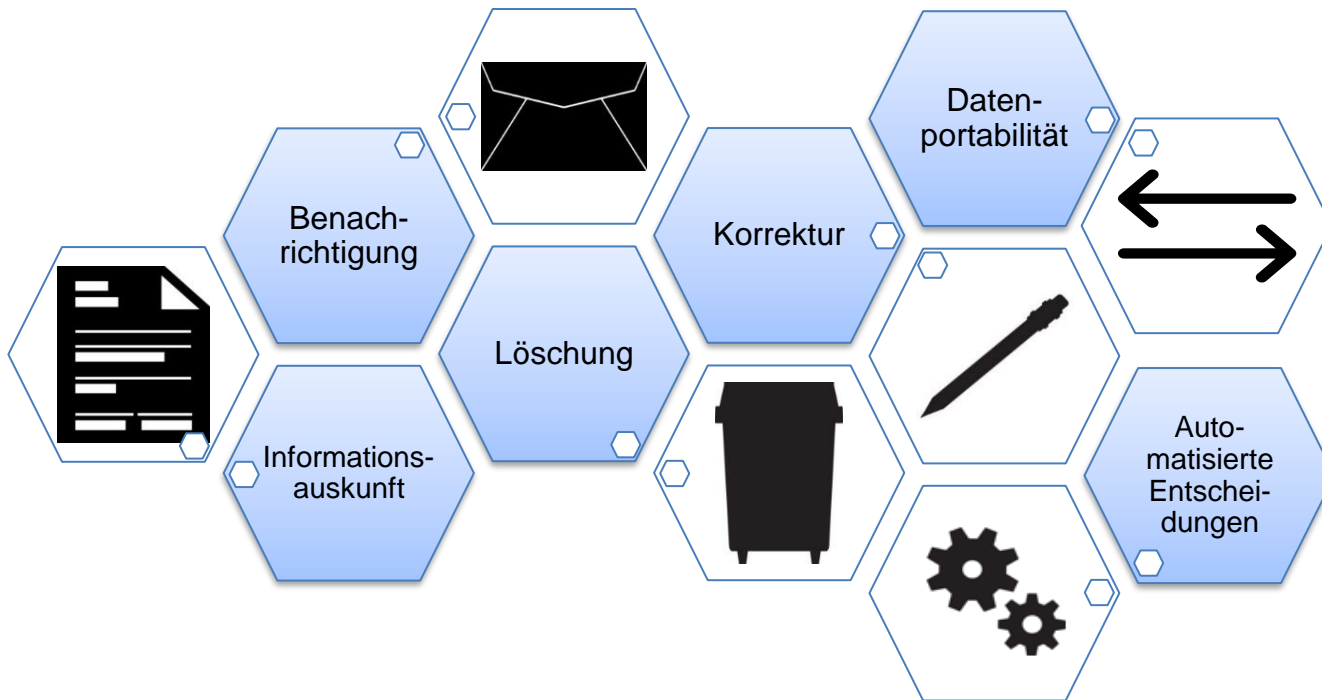 Daten-
portabilität
Benach-
richtigung
Korrektur
Löschung
Informations-
auskunft
Auto-
matisierte
Entschei-
dungen